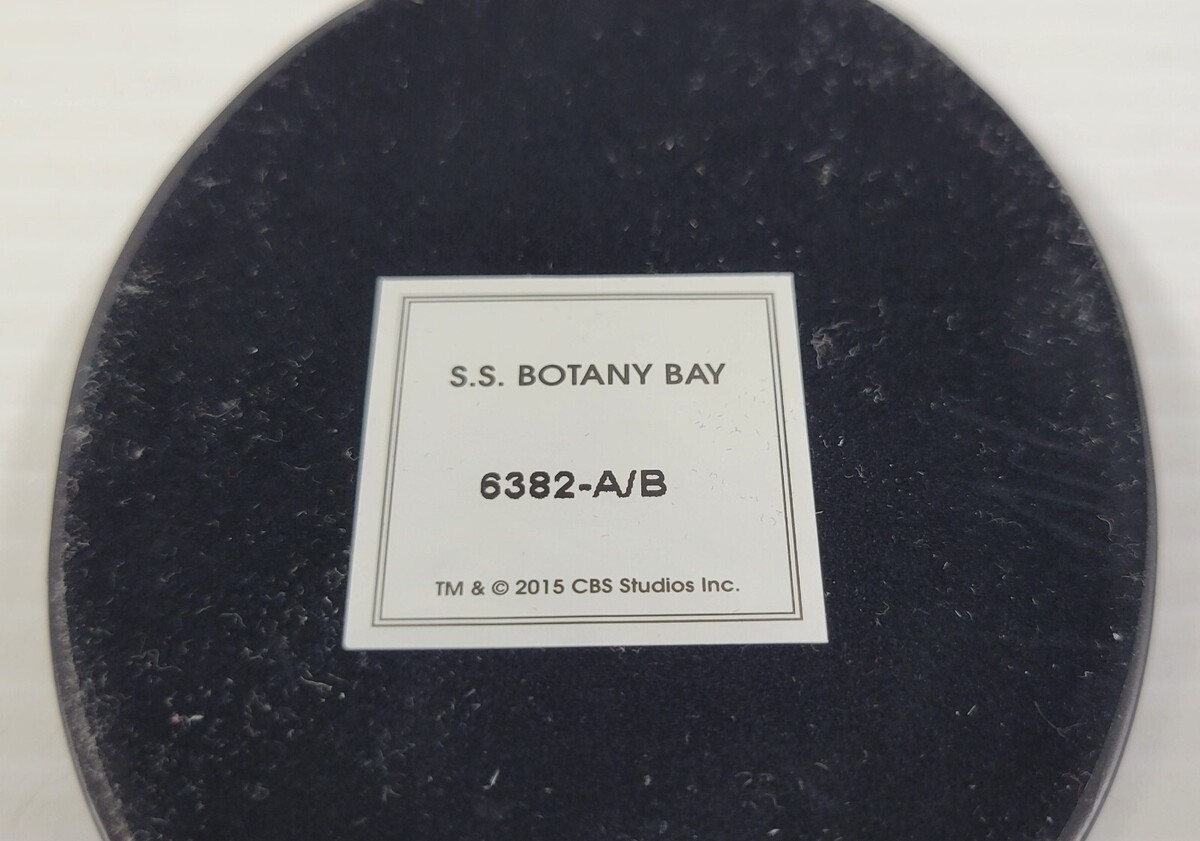 S.S. BOTANY BAY
6382-A/B
TM & © 2015 CBS Studios Inc.